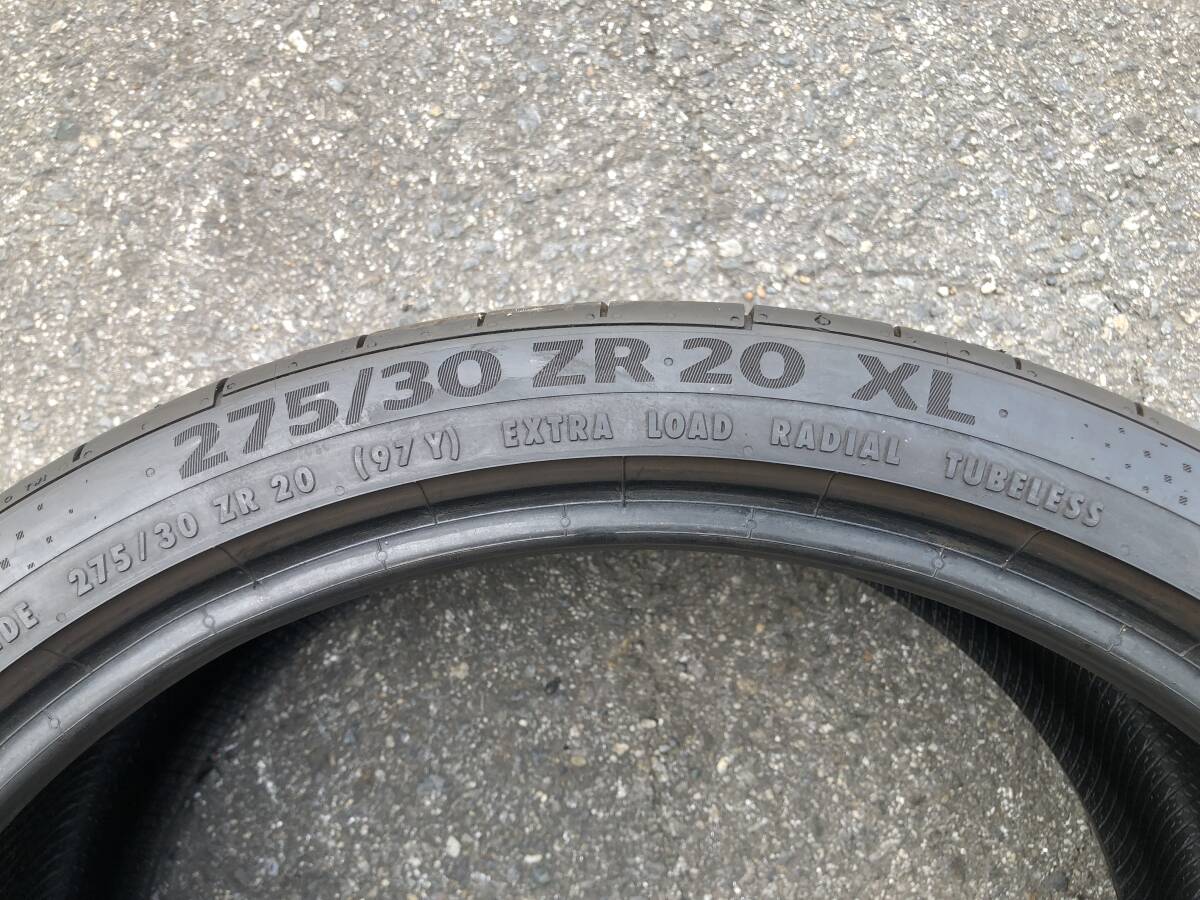 275/30 ZR 20 XL
275/30 ZR 20 (97 Y) EXTRA LOAD RADIAL TUBELESS